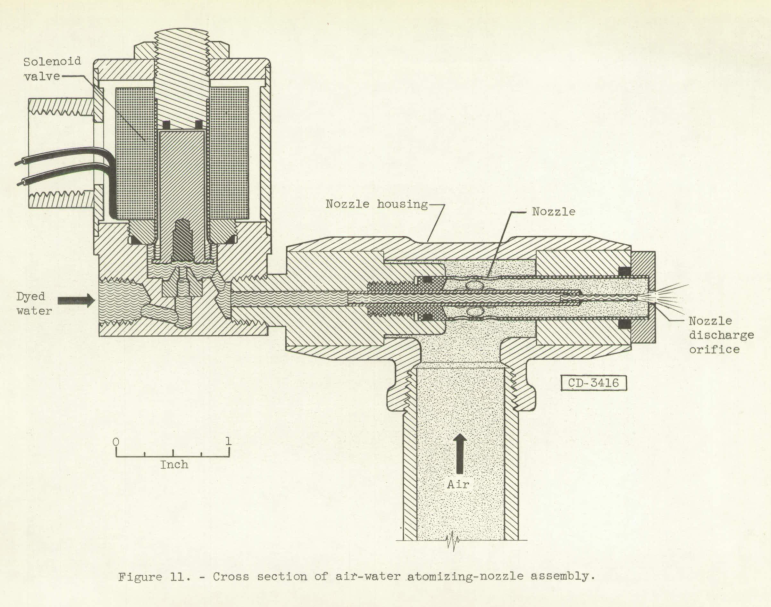 Solenoid
valve
Nozzle housing
Nozzle
Dyed
water
Nozzle
discharge
orifice
CD-3416
0 1
Inch
Air
Figure 11. - Cross section of air-water atomizing-nozzle assembly.